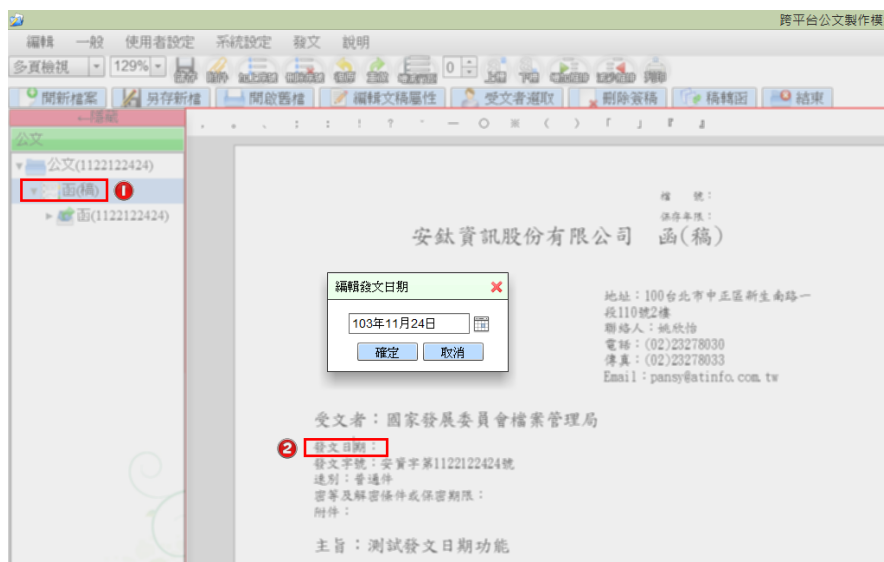 跨平台公文製作模
編輯 一般 使用者設定 系統設定 發文 說明
多頁檢視 129% 0
開新檔案 另存新檔 開啟舊檔 編輯文稿屬性 受文者選取 刪除簽稿 稿轉函 結束
←隱藏
， 。 、 ； ： ！ ？ ． — ○ ※ （ ） 「 」 『 』
公文
公文(1122122424)
函(稿) 1
函(1122122424)
檔 號：
保存年限：
安鈦資訊股份有限公司 函(稿)
編輯發文日期
103年11月24日
確定 取消
地址：100台北市中正區新生南路一
段110號2樓
聯絡人：姚欣怡
電話：(02)23278030
傳真：(02)23278033
Email：pansy@atinfo.com.tw
受文者：國家發展委員會檔案管理局
2 發文日期：
發文字號：安資字第1122122424號
速別：普通件
密等及解密條件或保密期限：
附件：
主旨：測試發文日期功能